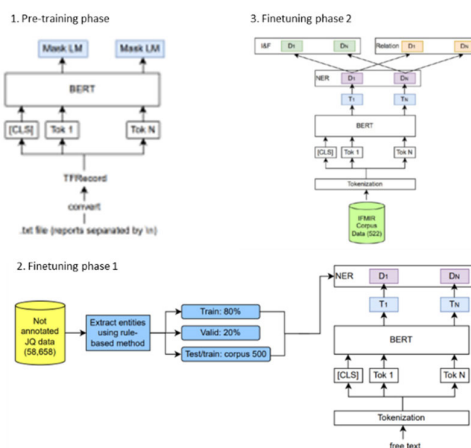 1. Pre-training phase
Mask LM Mask LM
BERT
[CLS] Tok 1 Tok N
TFRecord
convert
.txt file (reports separated by \n)
3. Finetuning phase 2
I&F D1 DN Relation D1 DN
NER D1 DN
T1 TN
BERT
[CLS] Tok 1 Tok N
Tokenization
IFMIR
Corpus
Data (522)
2. Finetuning phase 1
Not
annotated
JQ data
(58,658)
Extract entities
using rule-
based method
Train: 80%
Valid: 20%
Test/train: corpus 500
NER D1 DN
T1 TN
BERT
[CLS] Tok 1 Tok N
Tokenization
free text